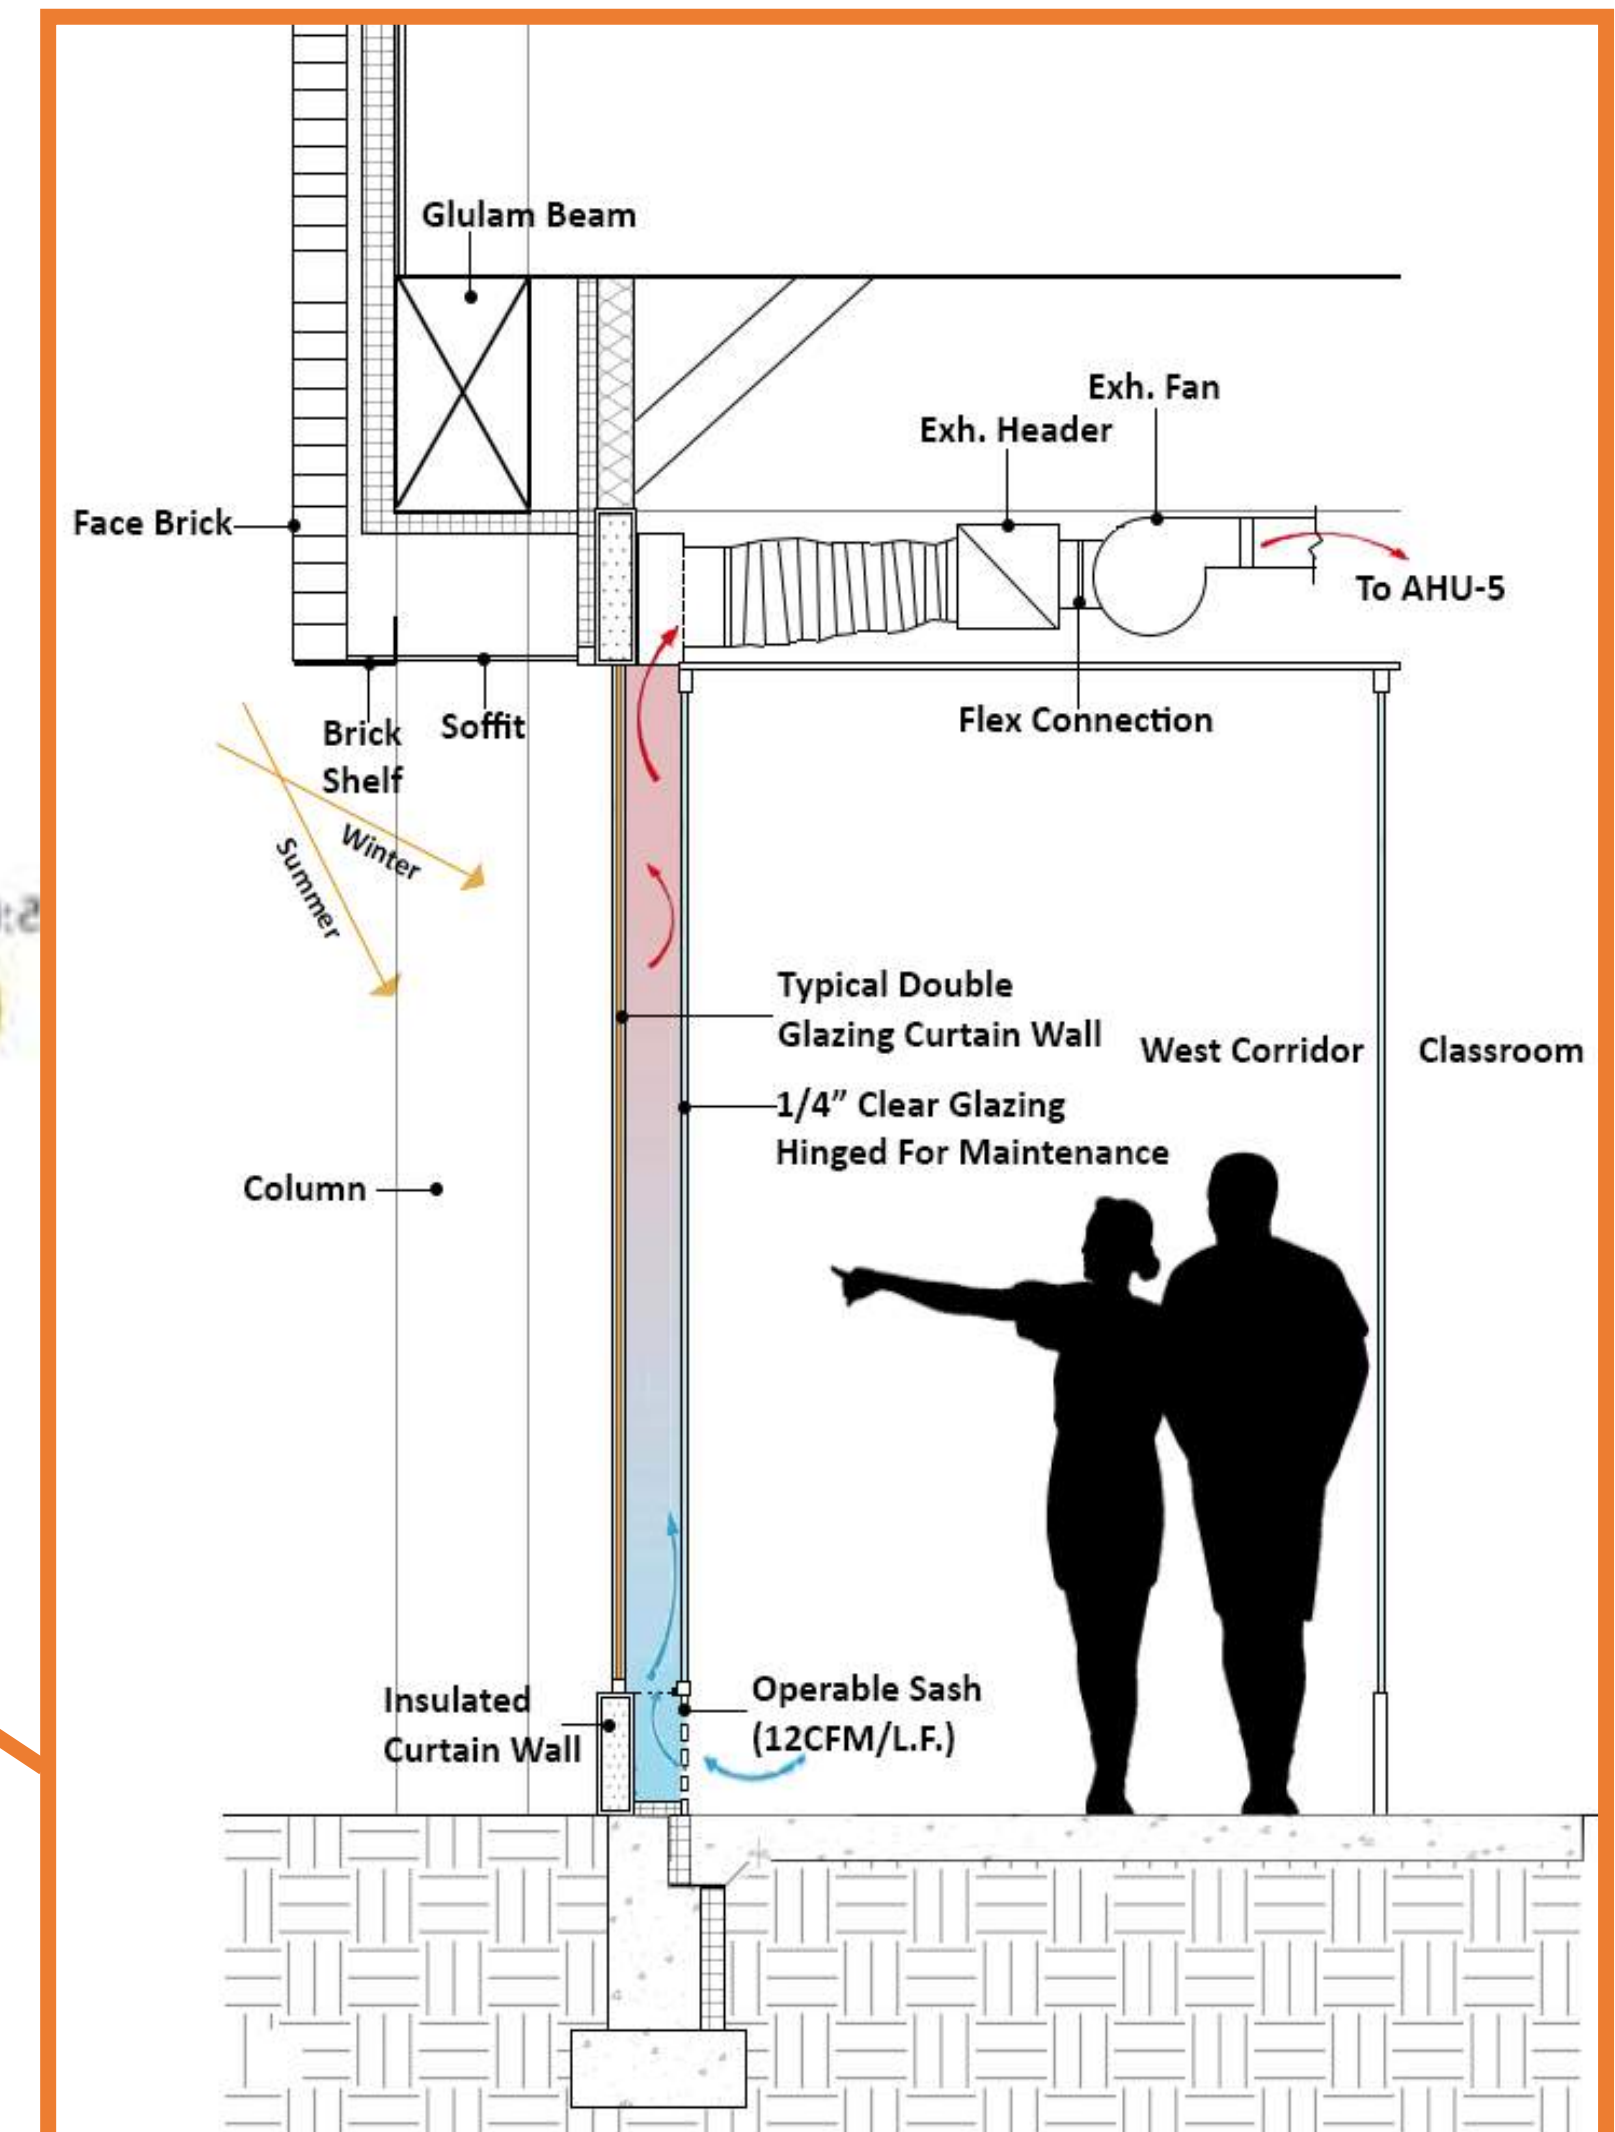 Glulam Beam
Exh. Fan
Exh. Header
Face Brick
To AHU-5
Brick
Shelf
Soffit
Flex Connection
Winter
Summer
Typical Double
Glazing Curtain Wall
West Corridor
Classroom
1/4” Clear Glazing
Hinged For Maintenance
Column
Insulated
Curtain Wall
Operable Sash
(12CFM/L.F.)